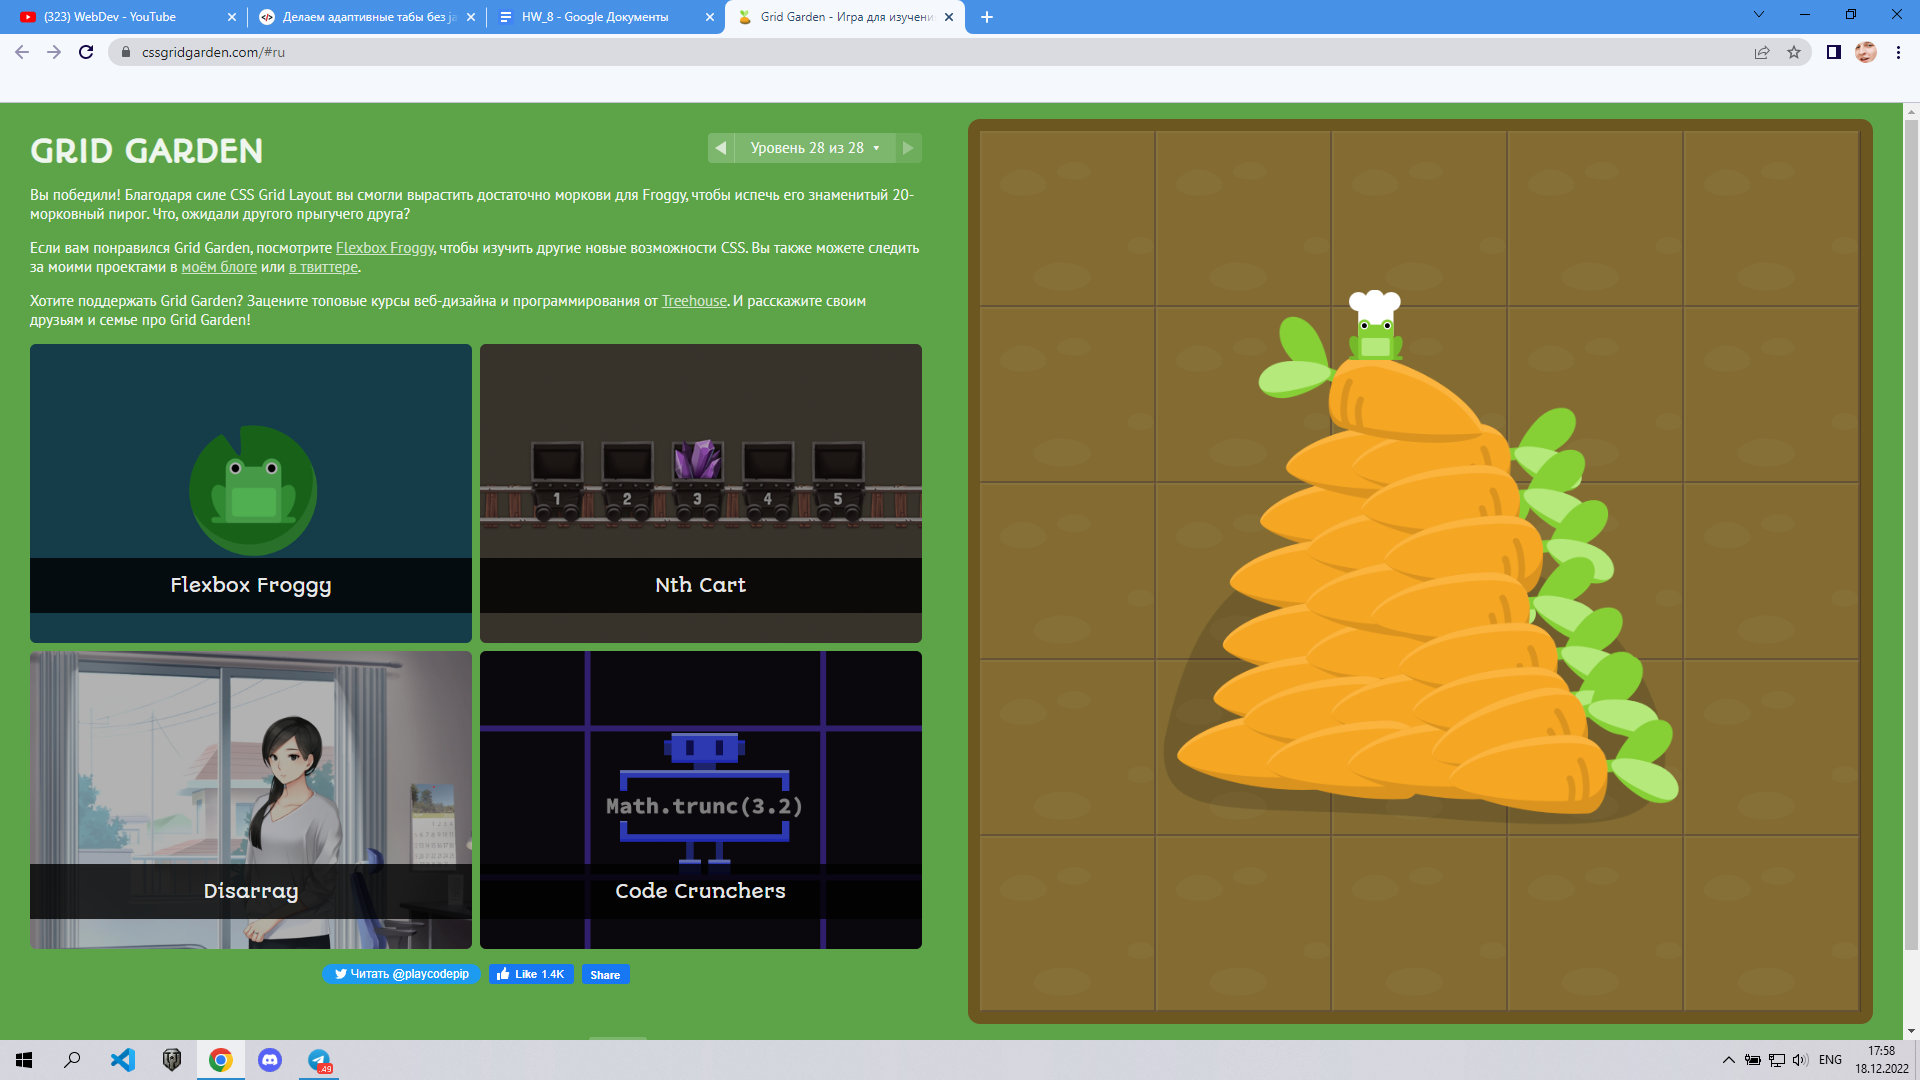 (323) WebDev - YouTube
Делаем адаптивные табы без ja
HW_8 - Google Документы
Grid Garden - Игра для изучени
cssgridgarden.com/#ru
GRID GARDEN
Уровень 28 из 28
Вы победили! Благодаря силе CSS Grid Layout вы смогли вырастить достаточно моркови для Froggy, чтобы испечь его знаменитый 20-
морковный пирог. Что, ожидали другого прыгучего друга?
Если вам понравился Grid Garden, посмотрите Flexbox Froggy, чтобы изучить другие новые возможности CSS. Вы также можете следить
за моими проектами в моём блоге или в твиттере.
Хотите поддержать Grid Garden? Зацените топовые курсы веб-дизайна и программирования от Treehouse. И расскажите своим
друзьям и семье про Grid Garden!
Flexbox Froggy
1 2 3 4 5
Nth Cart
Disarray
Math.trunc(3.2)
Code Crunchers
Читать @playcodepip
Like 1.4K
Share
49
ENG
17:58
18.12.2022